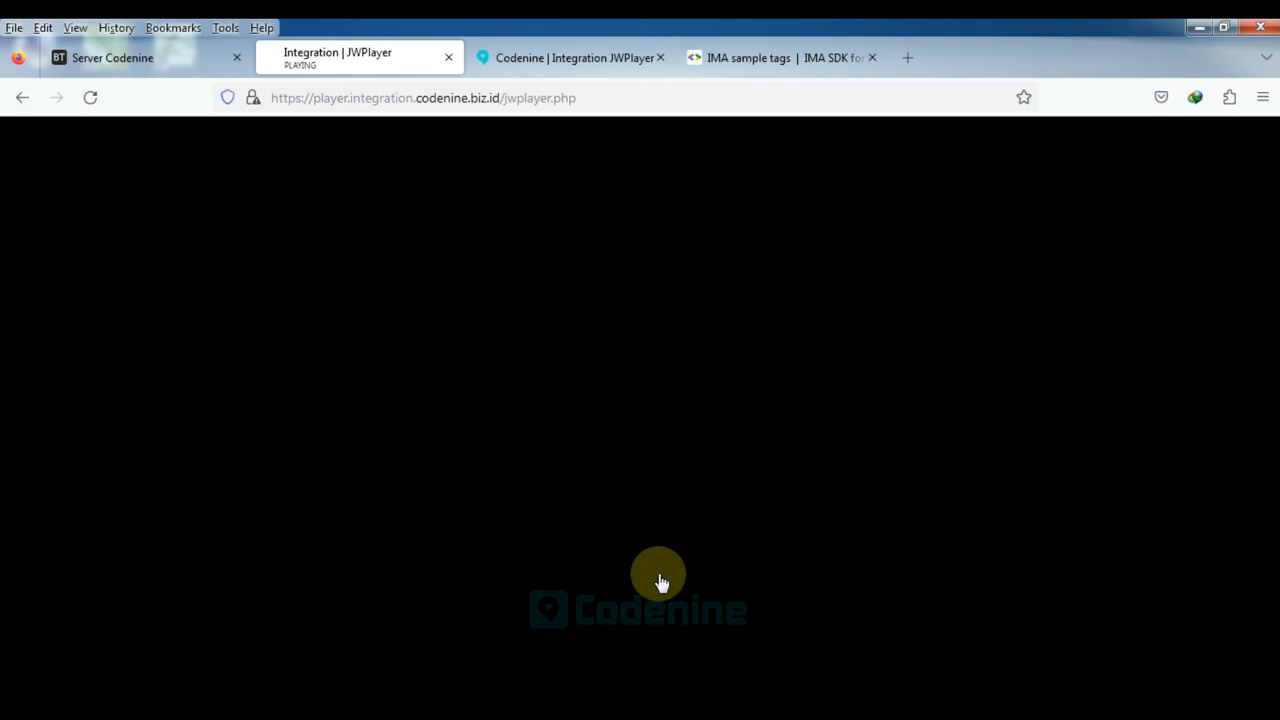 File Edit View History Bookmarks Tools Help
BT Server Codenine
Integration | JWPlayer
PLAYING
Codenine | Integration JWPlayer
IMA sample tags | IMA SDK for
https://player.integration.codenine.biz.id/jwplayer.php
Codenine